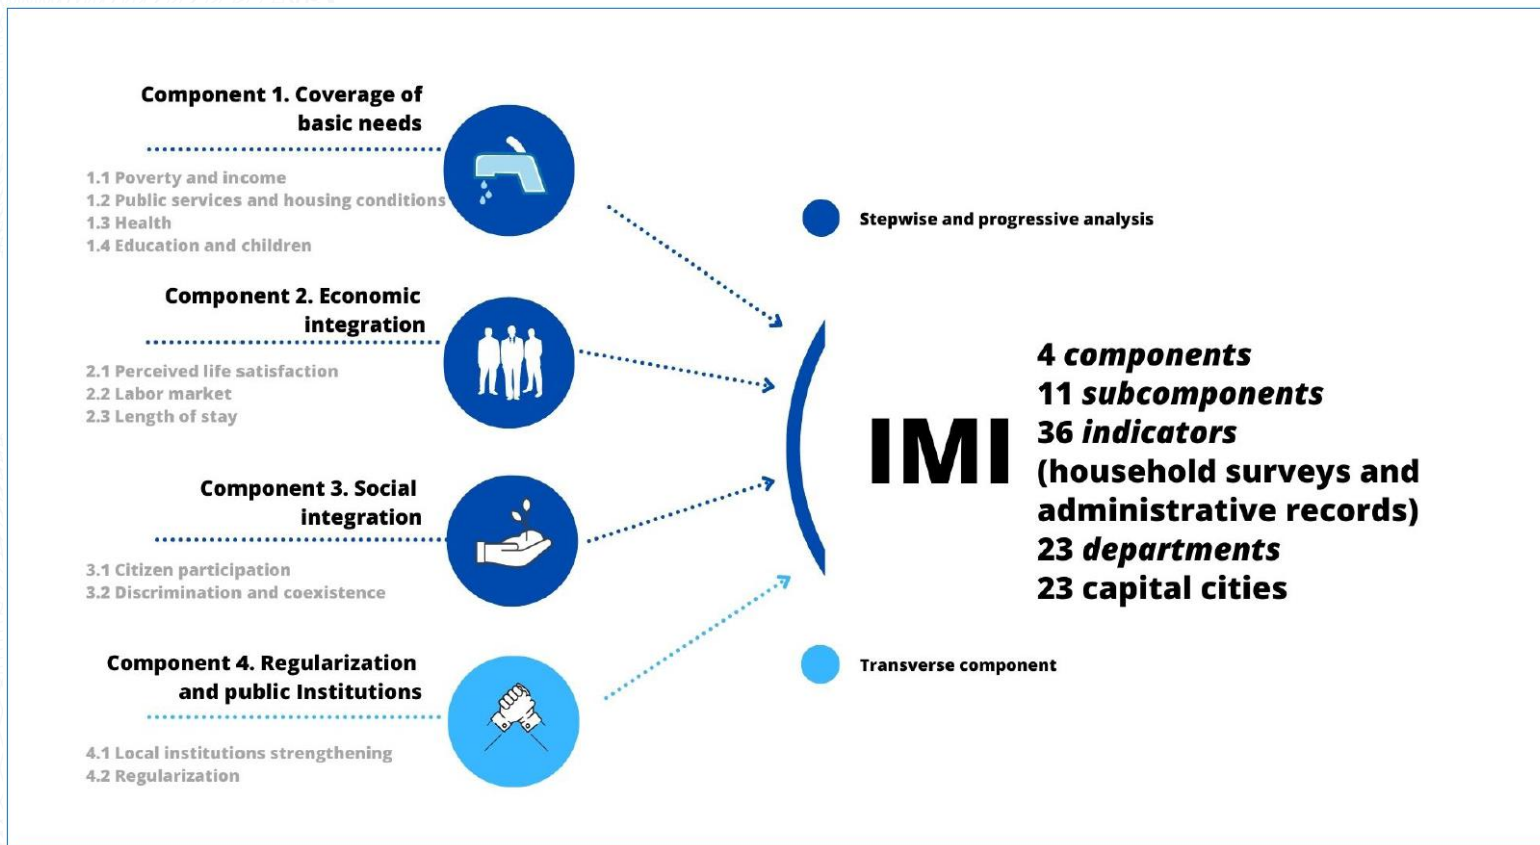 Component 1. Coverage of
basic needs
1.1 Poverty and income
1.2 Public services and housing conditions
1.3 Health
1.4 Education and children
Component 2. Economic
integration
2.1 Perceived life satisfaction
2.2 Labor market
2.3 Length of stay
Component 3. Social
integration
3.1 Citizen participation
3.2 Discrimination and coexistence
Component 4. Regularization
and public Institutions
4.1 Local institutions strengthening
4.2 Regularization
Stepwise and progressive analysis
IMI
4 components
11 subcomponents
36 indicators
(household surveys and
administrative records)
23 departments
23 capital cities
Transverse component